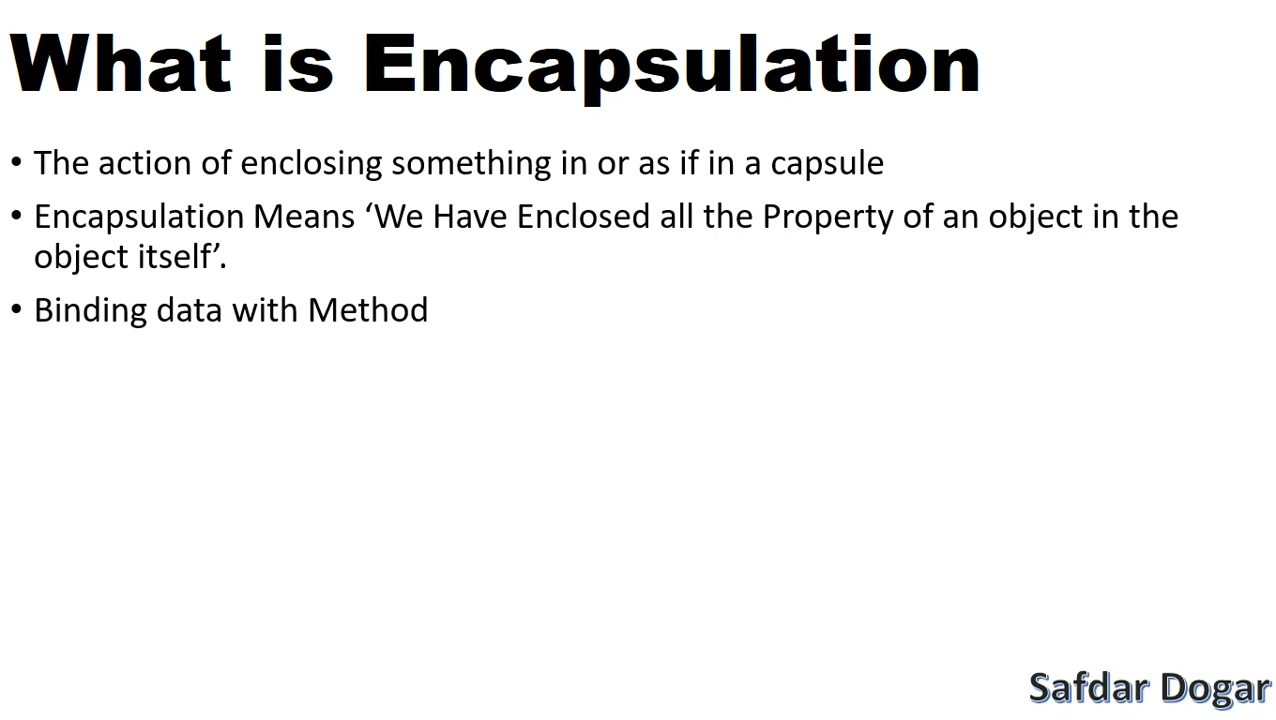 What is Encapsulation
• The action of enclosing something in or as if in a capsule
• Encapsulation Means ‘We Have Enclosed all the Property of an object in the
object itself’.
• Binding data with Method
Safdar Dogar